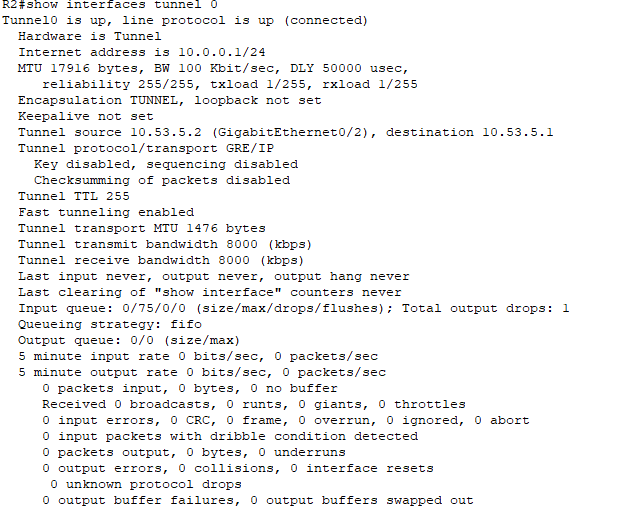 R2#show interfaces tunnel 0
Tunnel0 is up, line protocol is up (connected)
Hardware is Tunnel
Internet address is 10.0.0.1/24
MTU 17916 bytes, BW 100 Kbit/sec, DLY 50000 usec,
reliability 255/255, txload 1/255, rxload 1/255
Encapsulation TUNNEL, loopback not set
Keepalive not set
Tunnel source 10.53.5.2 (GigabitEthernet0/2), destination 10.53.5.1
Tunnel protocol/transport GRE/IP
Key disabled, sequencing disabled
Checksumming of packets disabled
Tunnel TTL 255
Fast tunneling enabled
Tunnel transport MTU 1476 bytes
Tunnel transmit bandwidth 8000 (kbps)
Tunnel receive bandwidth 8000 (kbps)
Last input never, output never, output hang never
Last clearing of "show interface" counters never
Input queue: 0/75/0/0 (size/max/drops/flushes); Total output drops: 1
Queueing strategy: fifo
Output queue: 0/0 (size/max)
5 minute input rate 0 bits/sec, 0 packets/sec
5 minute output rate 0 bits/sec, 0 packets/sec
0 packets input, 0 bytes, 0 no buffer
Received 0 broadcasts, 0 runts, 0 giants, 0 throttles
0 input errors, 0 CRC, 0 frame, 0 overrun, 0 ignored, 0 abort
0 input packets with dribble condition detected
0 packets output, 0 bytes, 0 underruns
0 output errors, 0 collisions, 0 interface resets
0 unknown protocol drops
0 output buffer failures, 0 output buffers swapped out